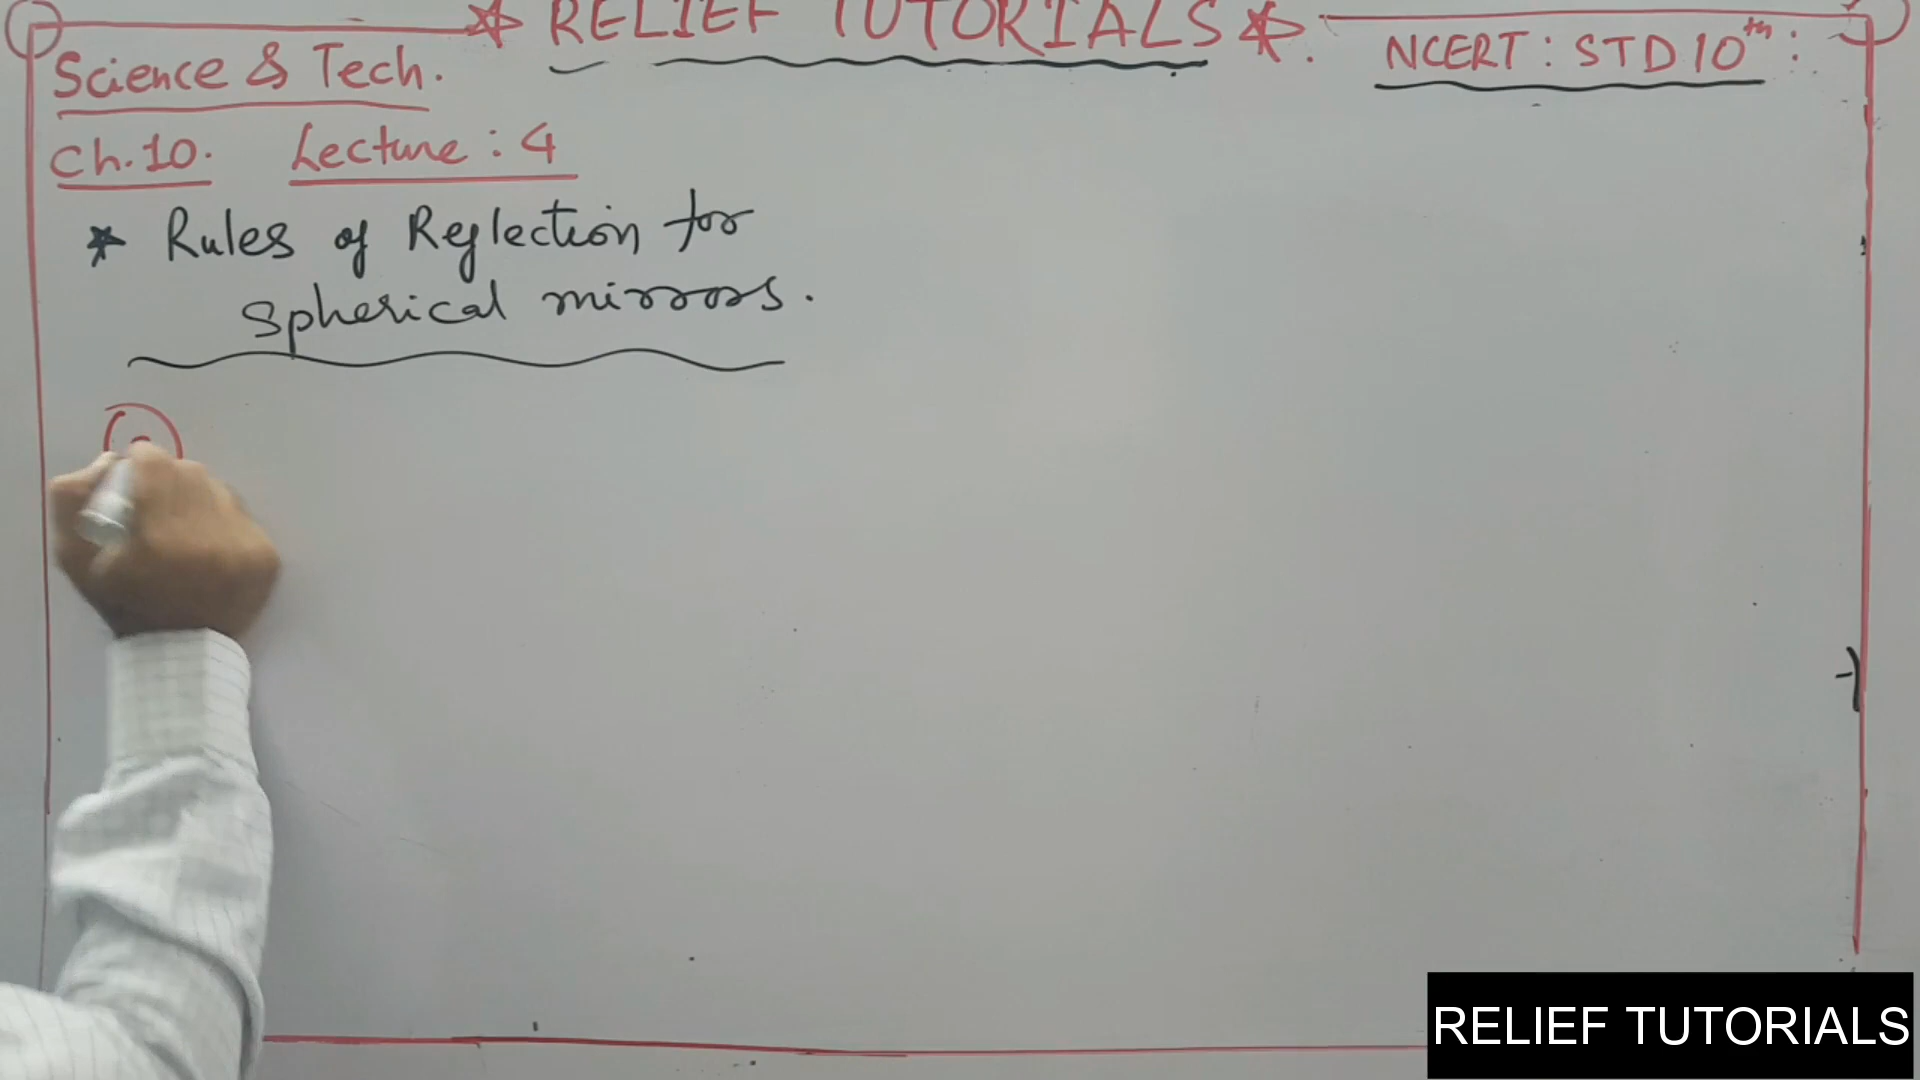 RELIEF TUTORIALS
NCERT : STD 10th :
Science & Tech.
Ch.10. Lecture : 4
* Rules of Reflection for
Spherical mirrors.
RELIEF TUTORIALS